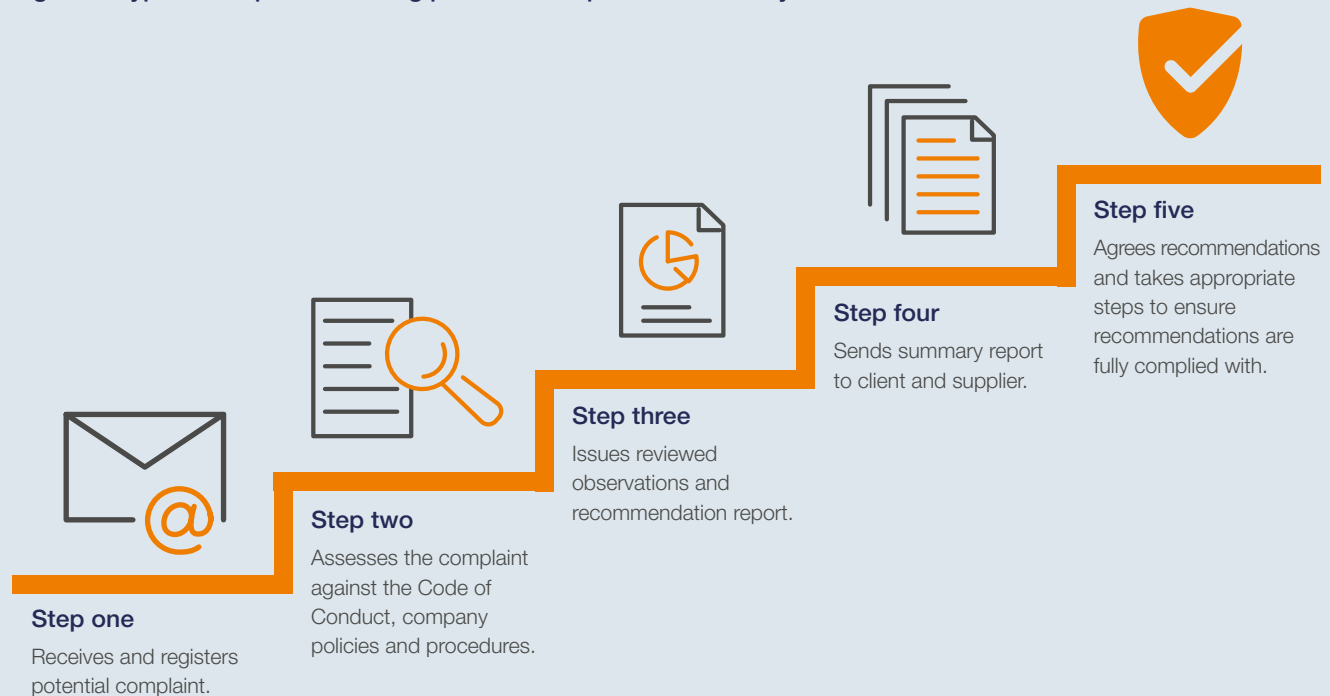 Step one
Receives and registers
potential complaint.
Step two
Assesses the complaint
against the Code of
Conduct, company
policies and procedures.
Step three
Issues reviewed
observations and
recommendation report.
Step four
Sends summary report
to client and supplier.
Step five
Agrees recommendations
and takes appropriate
steps to ensure
recommendations are
fully complied with.
@